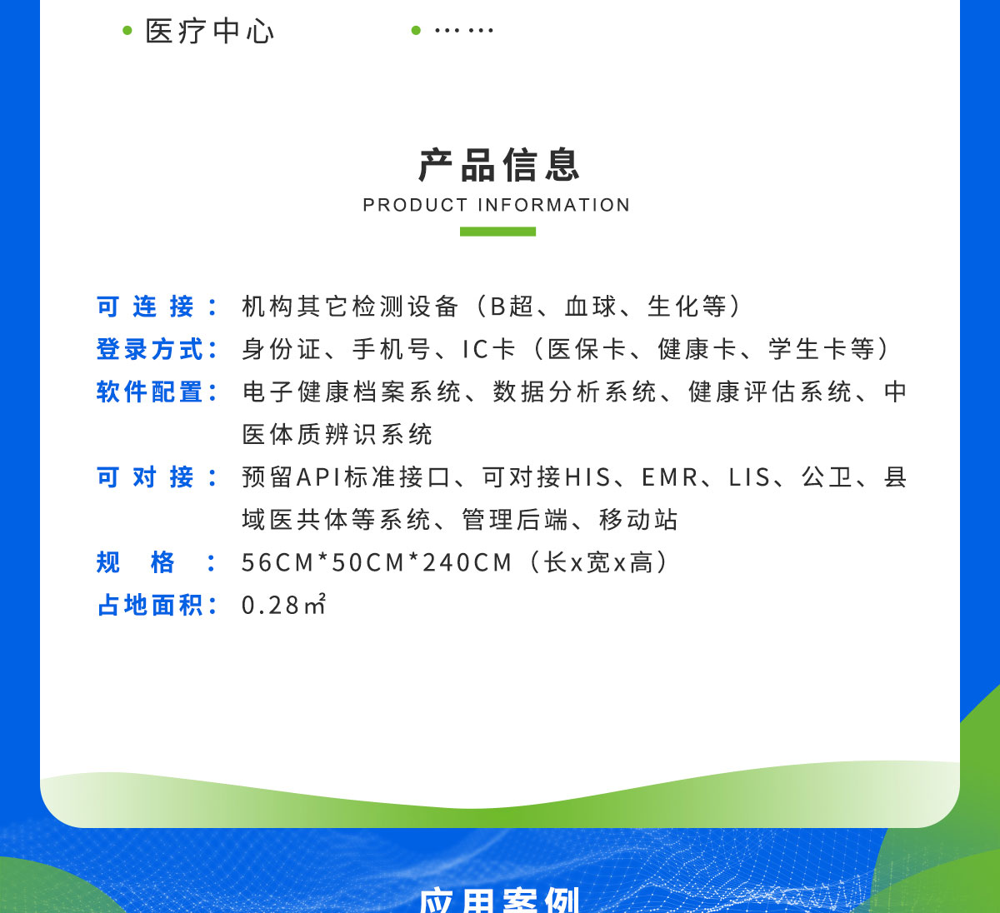 医疗中心
……
产品信息
PRODUCT INFORMATION
可连接：机构其它检测设备（B超、血球、生化等）
登录方式：身份证、手机号、IC卡（医保卡、健康卡、学生卡等）
软件配置：电子健康档案系统、数据分析系统、健康评估系统、中
医体质辨识系统
可对接：预留API标准接口、可对接HIS、EMR、LIS、公卫、县
域医共体等系统、管理后端、移动站
规格：56CM*50CM*240CM（长x宽x高）
占地面积：0.28㎡
应用案例